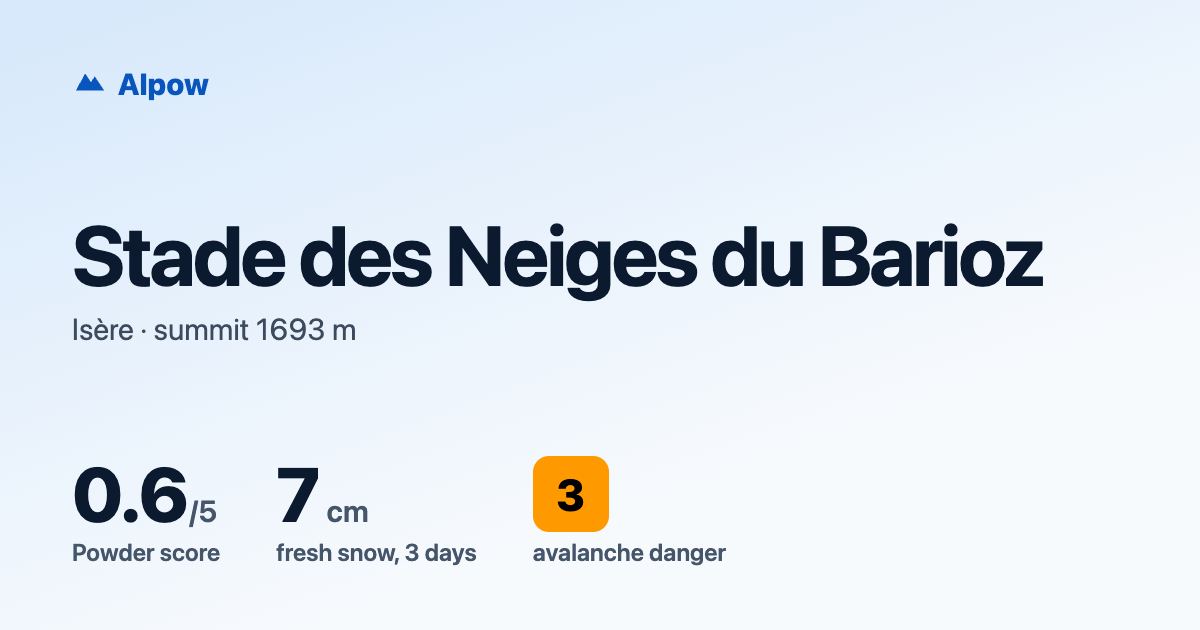 Alpow
Stade des Neiges du Barioz
Isère · summit 1693 m
0.6/5
Powder score
7 cm
fresh snow, 3 days
3
avalanche danger